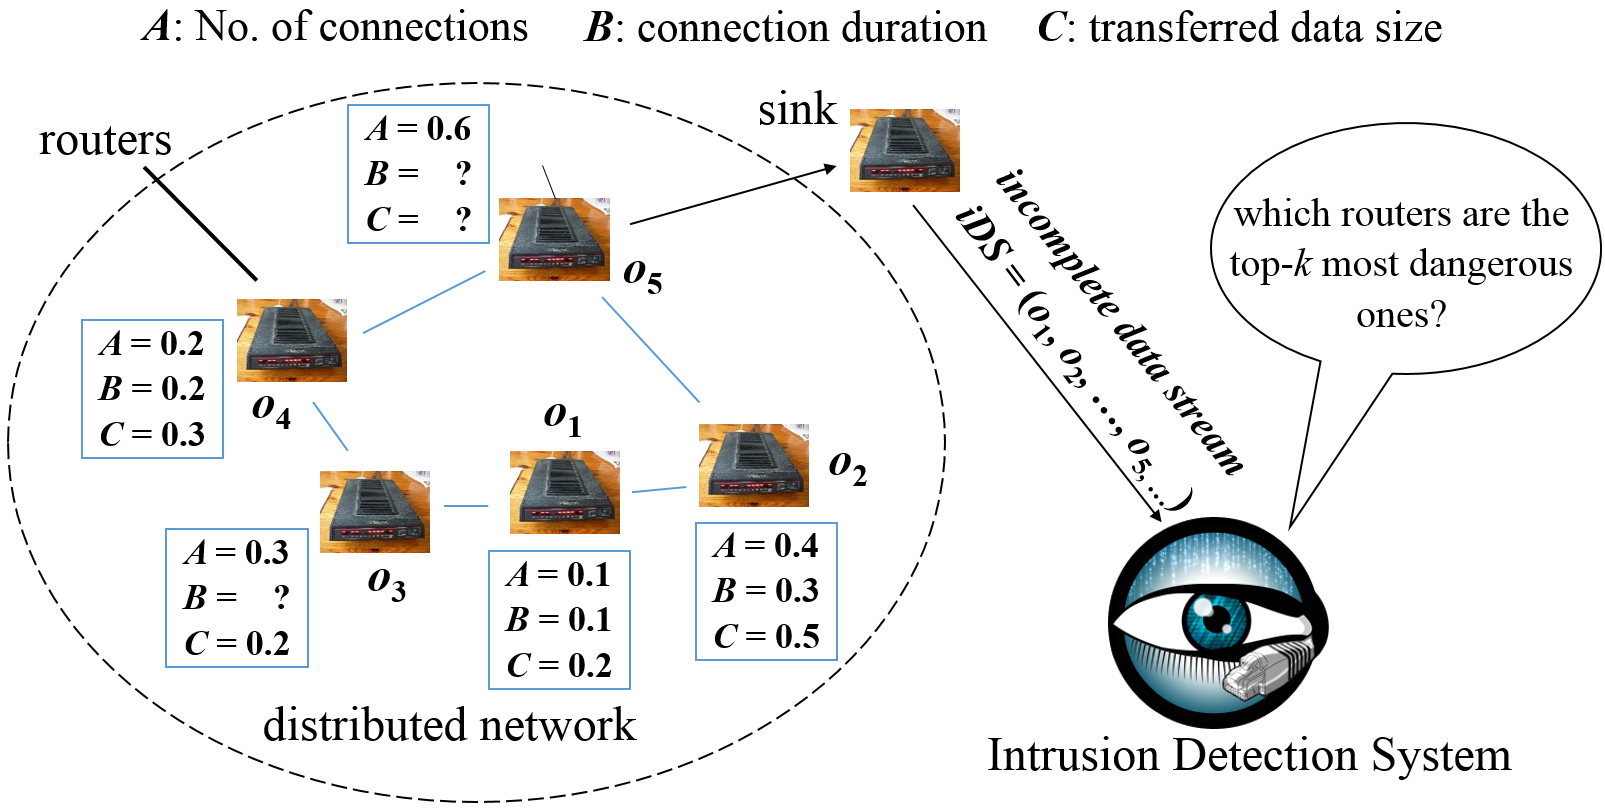 A: No. of connections B: connection duration C: transferred data size
routers
A = 0.6
B = ?
C = ?
o5
sink
incomplete data stream
iDS = (o1, o2, ..., o5, ...)
which routers are the
top-k most dangerous
ones?
A = 0.2
B = 0.2
C = 0.3
o4
o1
o2
A = 0.3
B = ?
C = 0.2
o3
A = 0.1
B = 0.1
C = 0.2
A = 0.4
B = 0.3
C = 0.5
distributed network
Intrusion Detection System